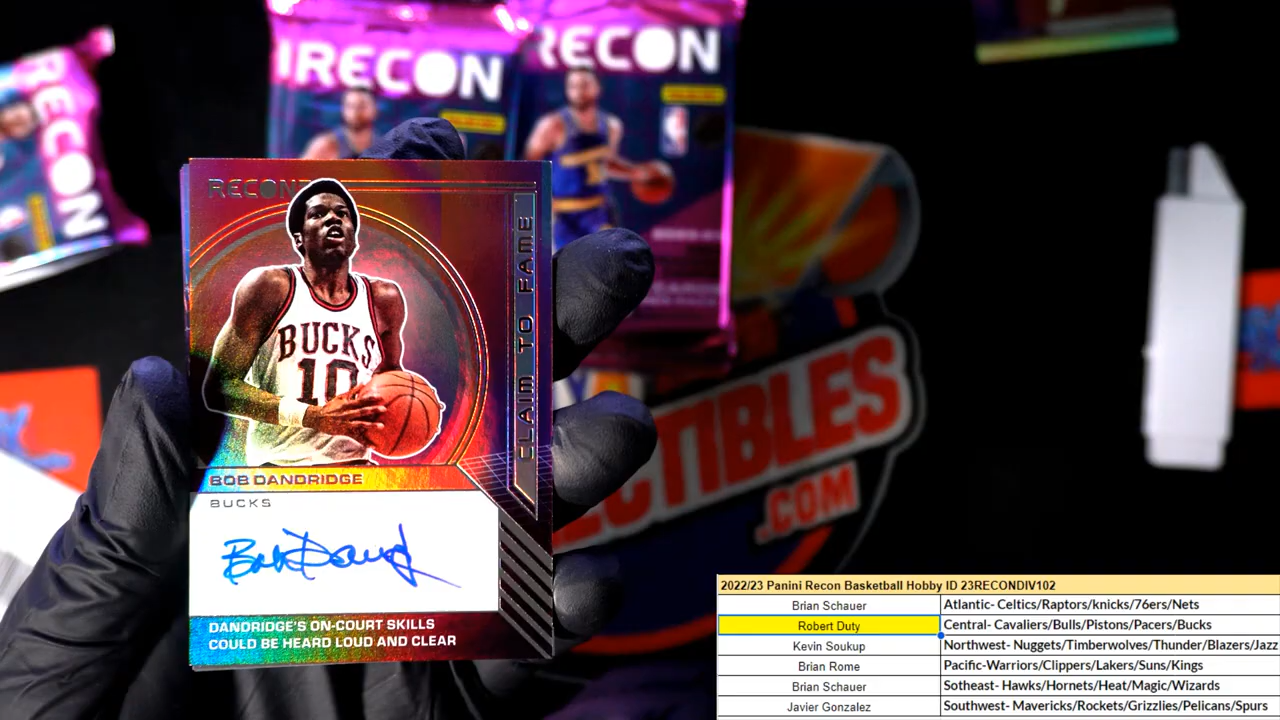 RECON
RECON
RECON
RECON
CLAIM TO FAME
BUCKS
10
BOB DANDRIDGE
BUCKS
Bob Dand
DANDRIDGE'S ON-COURT SKILLS
COULD BE HEARD LOUD AND CLEAR
ECTIBLES
.COM
2022/23 Panini Recon Basketball Hobby ID 23RECONDIV102
Brian Schauer Atlantic- Celtics/Raptors/knicks/76ers/Nets
Robert Duty Central- Cavaliers/Bulls/Pistons/Pacers/Bucks
Kevin Soukup Northwest- Nuggets/Timberwolves/Thunder/Blazers/Jazz
Brian Rome Pacific-Warriors/Clippers/Lakers/Suns/Kings
Brian Schauer Sotheast- Hawks/Hornets/Heat/Magic/Wizards
Javier Gonzalez Southwest- Mavericks/Rockets/Grizzlies/Pelicans/Spurs